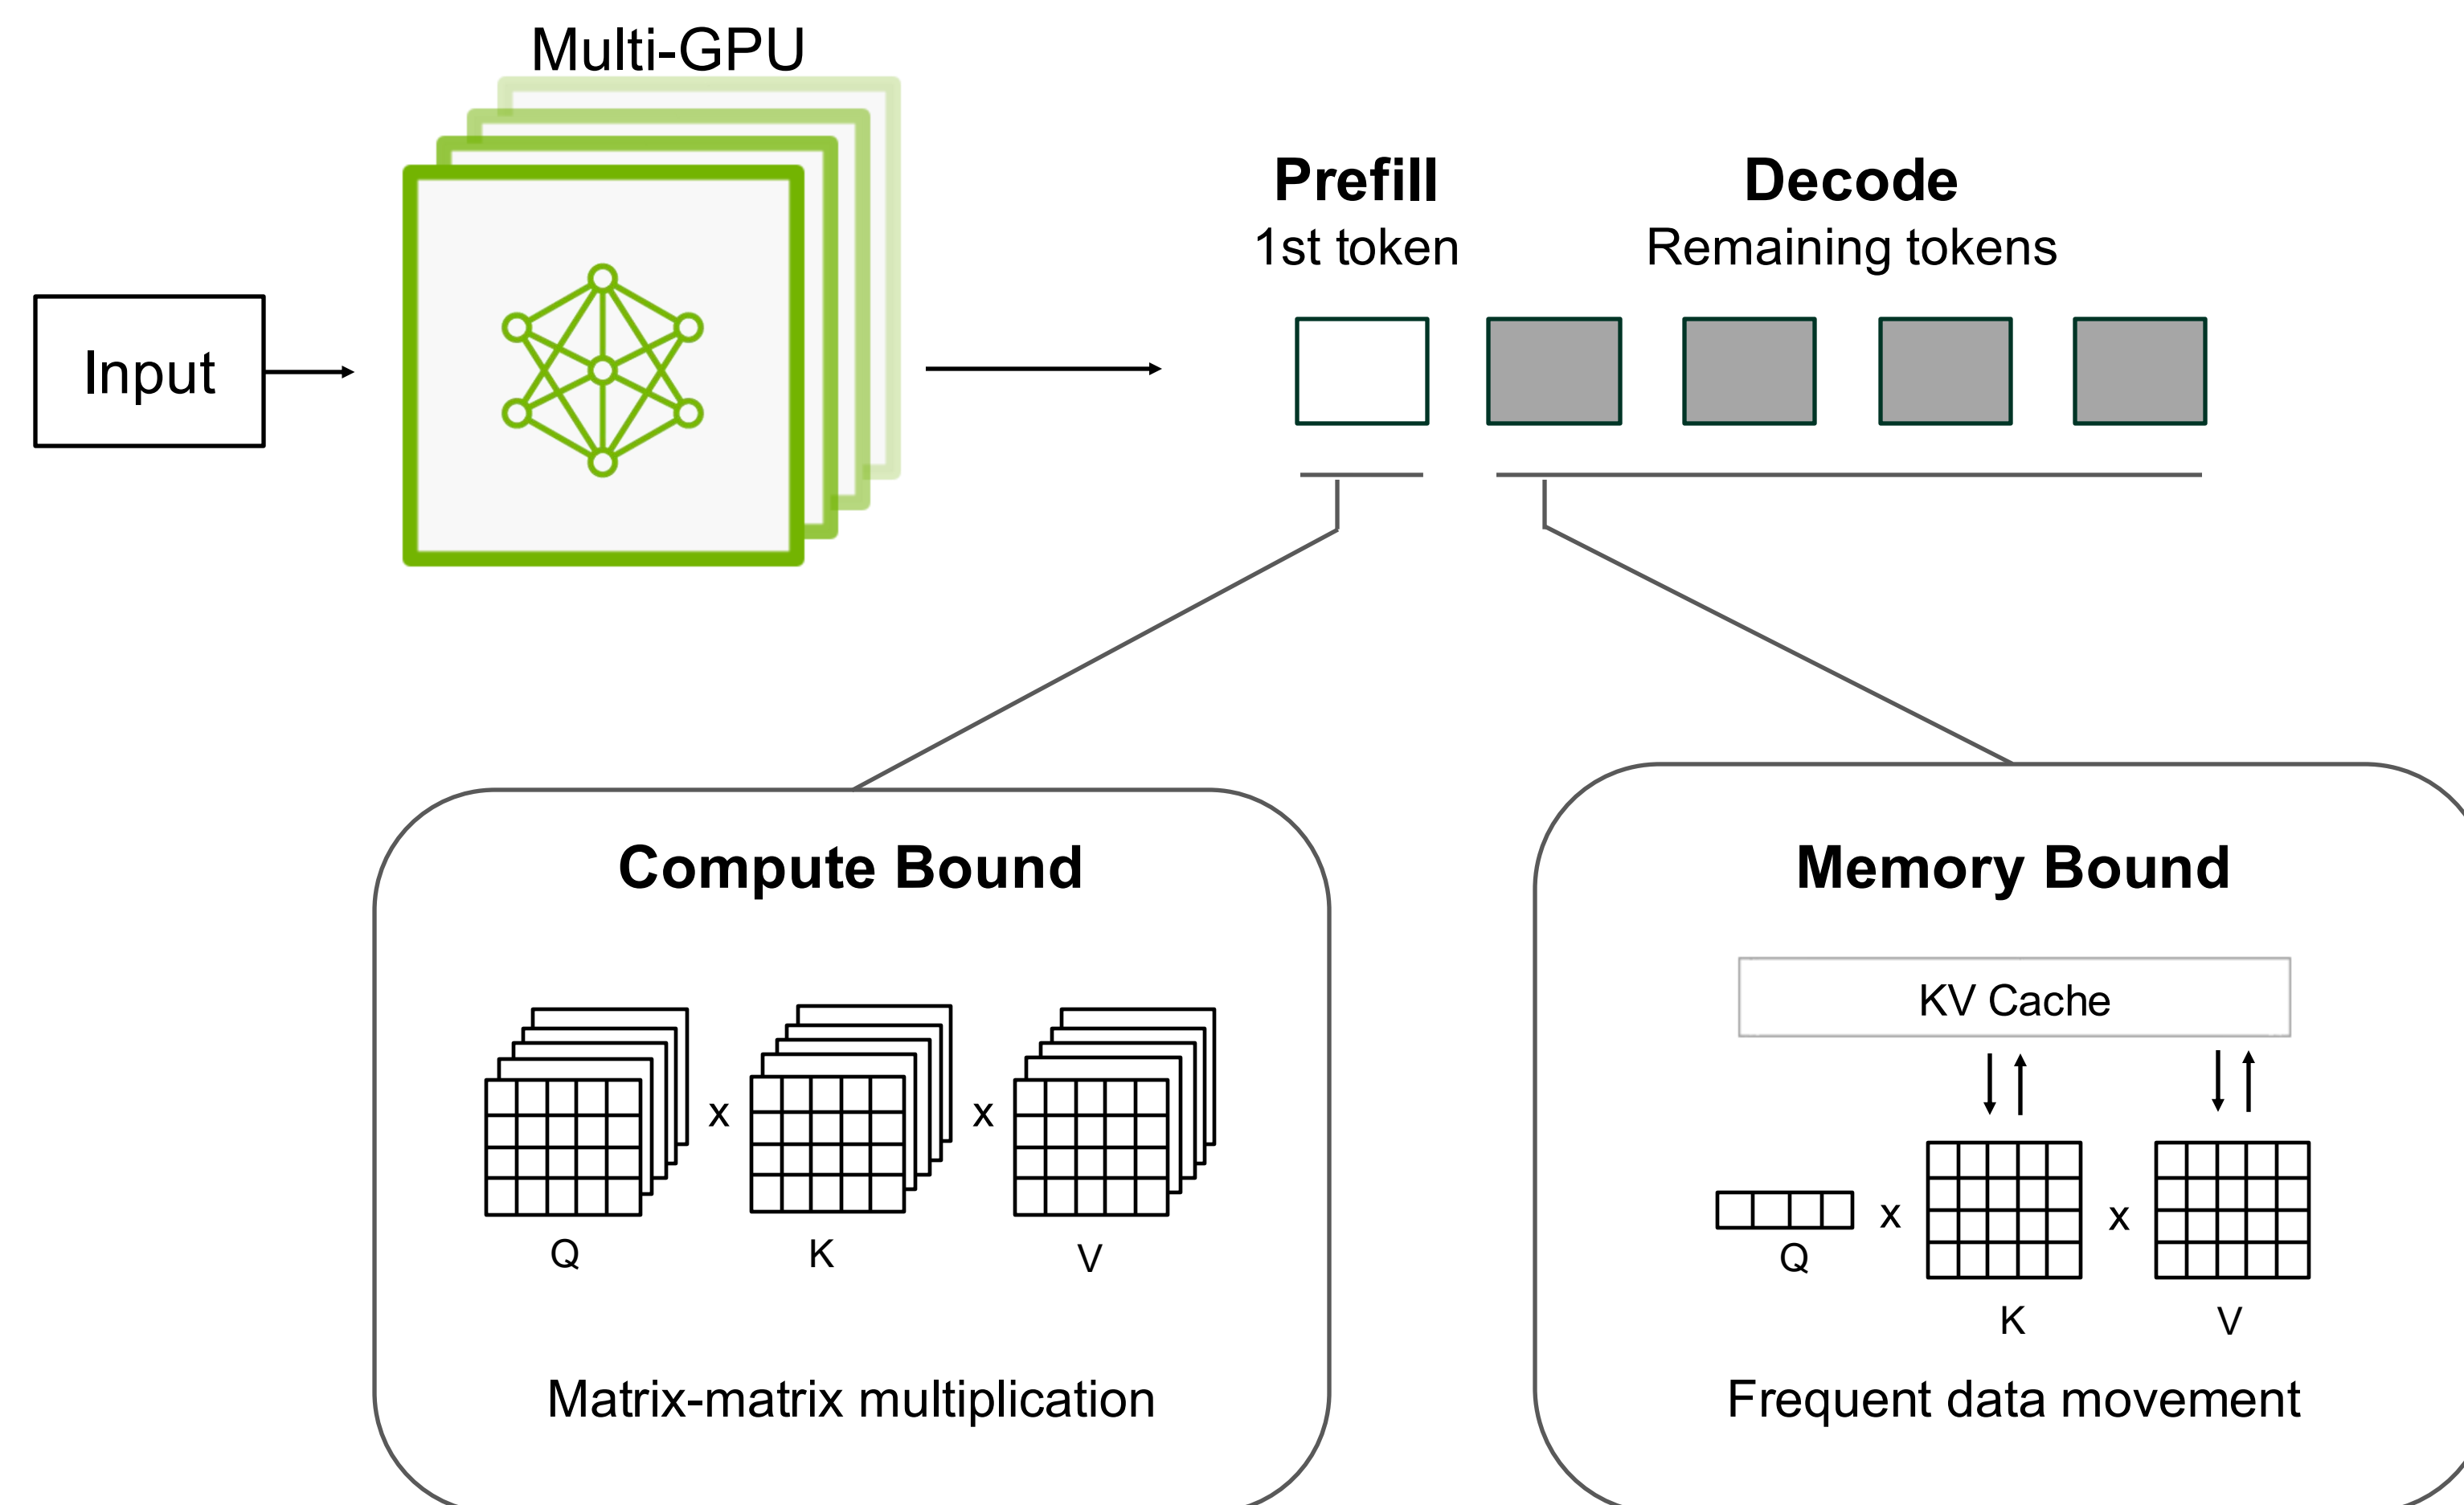 Multi-GPU
Input
Prefill
1st token
Decode
Remaining tokens
Compute Bound
x
x
Q
K
V
Matrix-matrix multiplication
Memory Bound
KV Cache
x
x
Q
K
V
Frequent data movement